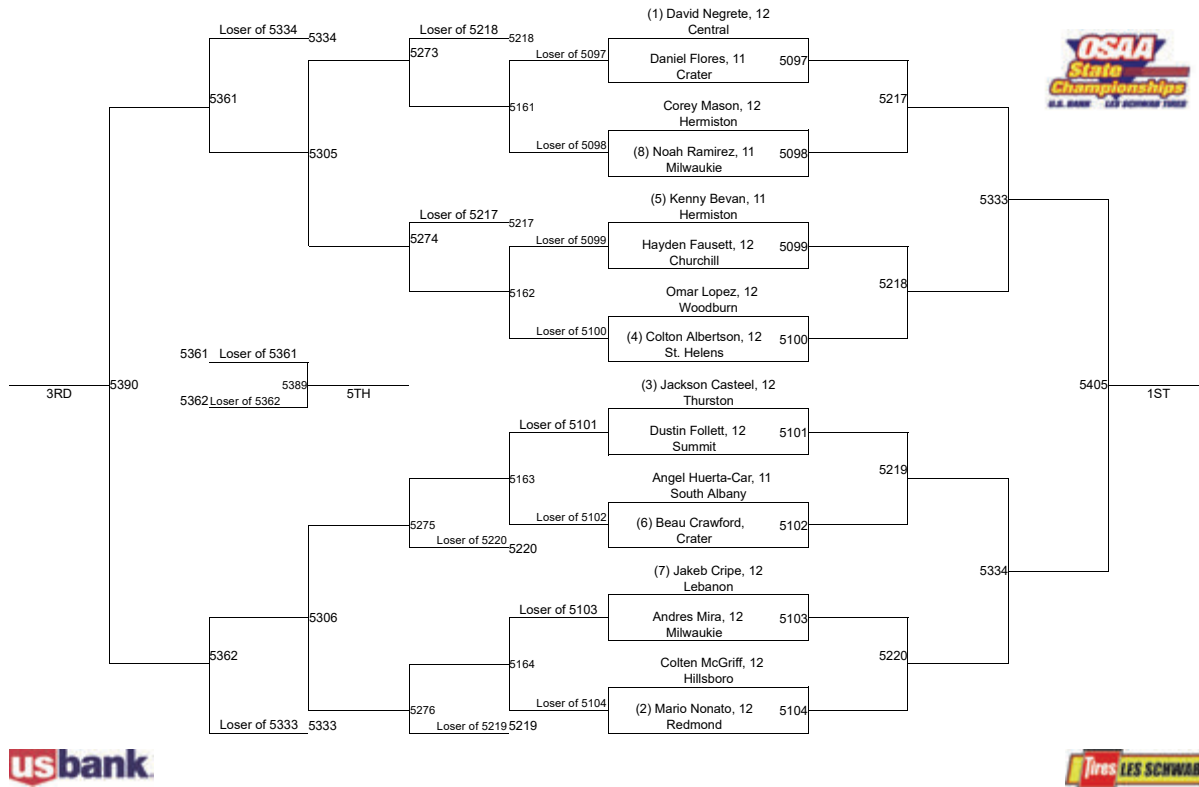 (1) David Negrete, 12
Central
Loser of 5334
5334
Loser of 5218
5218
5273
Loser of 5097
Daniel Flores, 11
5097
Crater
OSAA
State
Championships
U.S. BANK LES SCHWAB TIRES
5361
5161
Corey Mason, 12
5217
Hermiston
5305
Loser of 5098
(8) Noah Ramirez, 11
5098
Milwaukie
(5) Kenny Bevan, 11
5333
Hermiston
Loser of 5217
5217
5274
Loser of 5099
Hayden Fausett, 12
5099
Churchill
5162
Omar Lopez, 12
5218
Woodburn
Loser of 5100
(4) Colton Albertson, 12
5100
St. Helens
5361
Loser of 5361
3RD
5390
5389
5TH
(3) Jackson Casteel, 12
5405
1ST
Thurston
5362
Loser of 5362
Loser of 5101
Dustin Follett, 12
5101
Summit
5163
Angel Huerta-Car, 11
5219
South Albany
5275
Loser of 5102
(6) Beau Crawford,
5102
Crater
Loser of 5220
5220
(7) Jakeb Cripe, 12
5334
Lebanon
5306
Loser of 5103
Andres Mira, 12
5103
Milwaukie
5362
5164
Colten McGriff, 12
5220
Hillsboro
5276
Loser of 5104
(2) Mario Nonato, 12
5104
Redmond
Loser of 5333
5333
Loser of 5219
5219
usbank
Tires LES SCHWAB